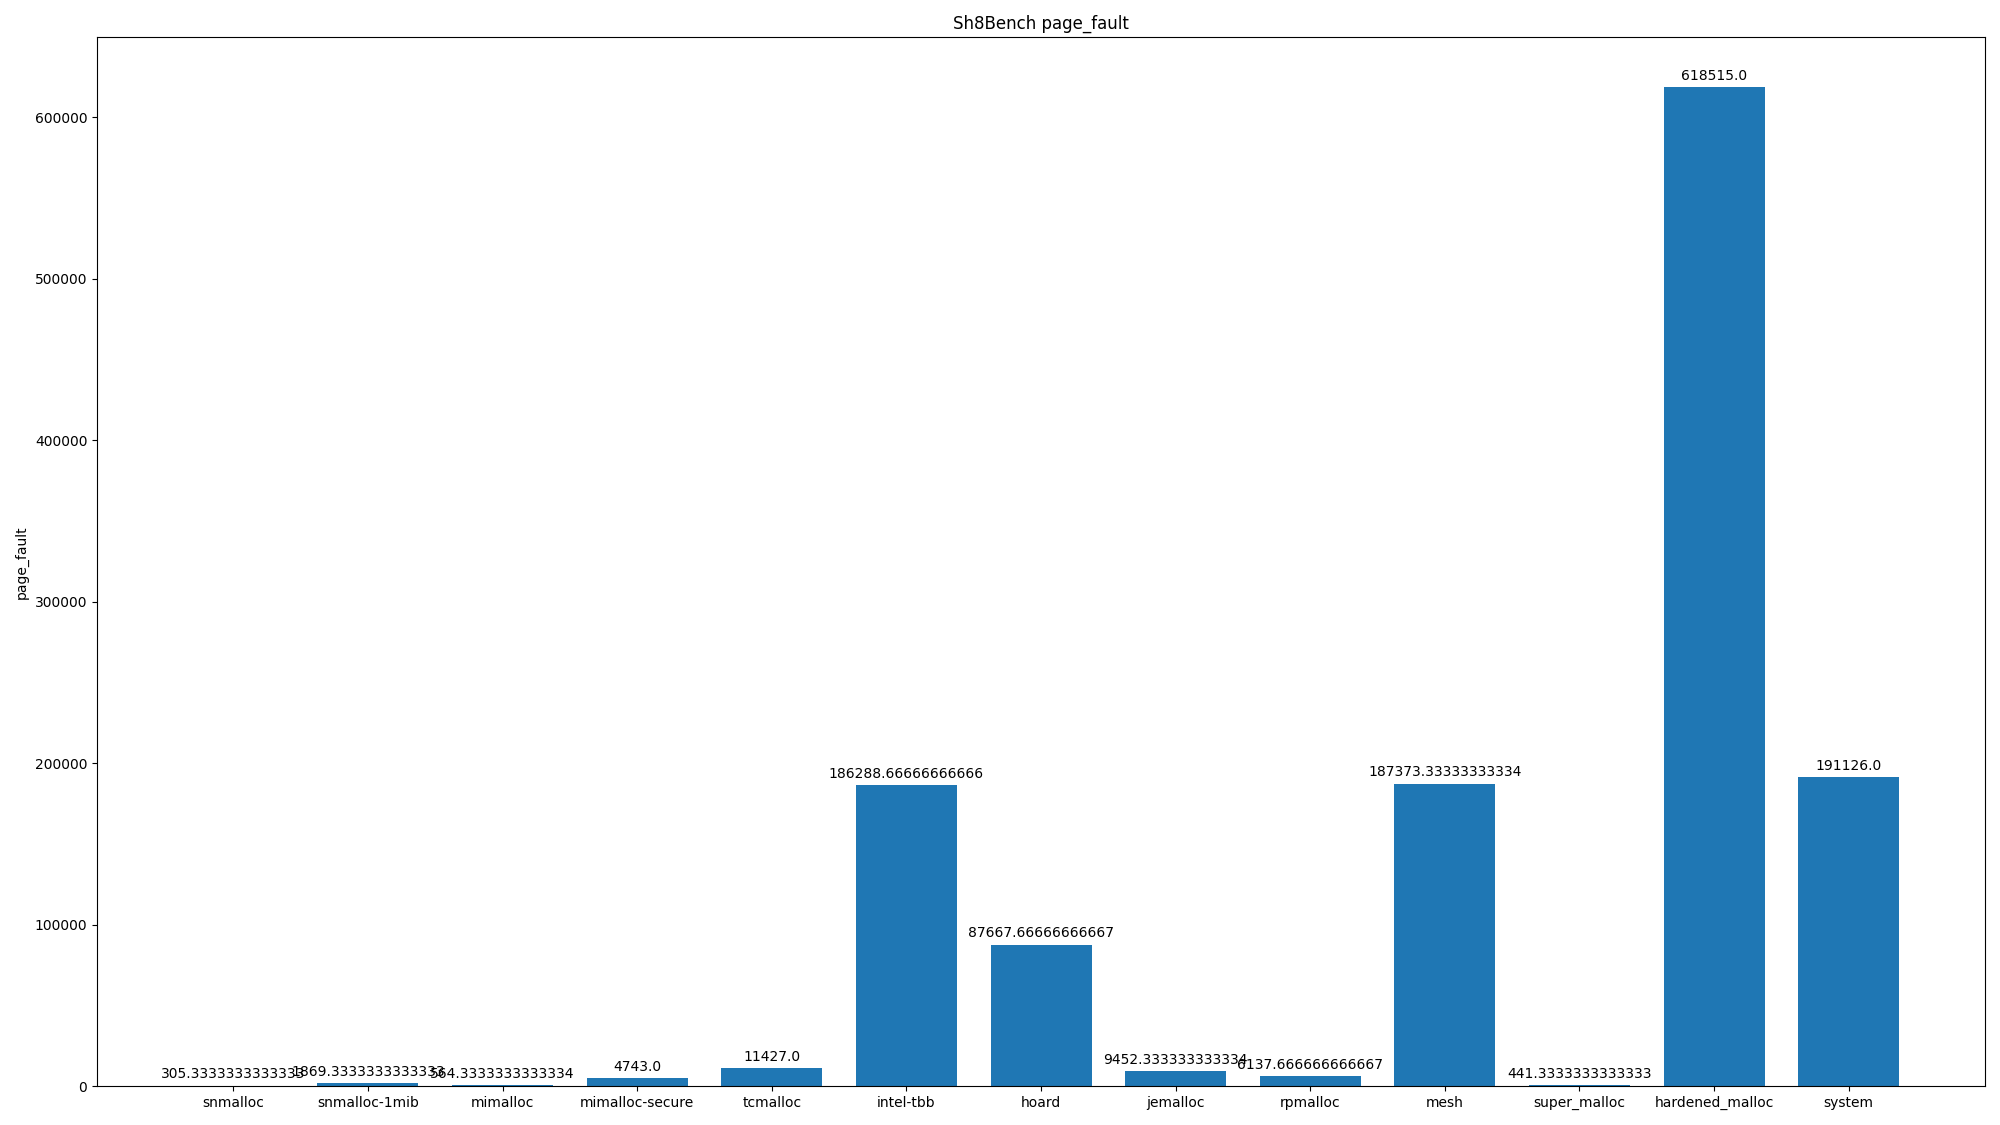 Sh8Bench page_fault
618515.0
600000
500000
400000
300000
200000
100000
0
page_fault
305.3333333333333
1869.3333333333333
564.3333333333334
4743.0
11427.0
186288.66666666666
87667.66666666667
9452.333333333334
6137.666666666667
187373.33333333334
441.3333333333333
191126.0
snmalloc
snmalloc-1mib
mimalloc
mimalloc-secure
tcmalloc
intel-tbb
hoard
jemalloc
rpmalloc
mesh
super_malloc
hardened_malloc
system